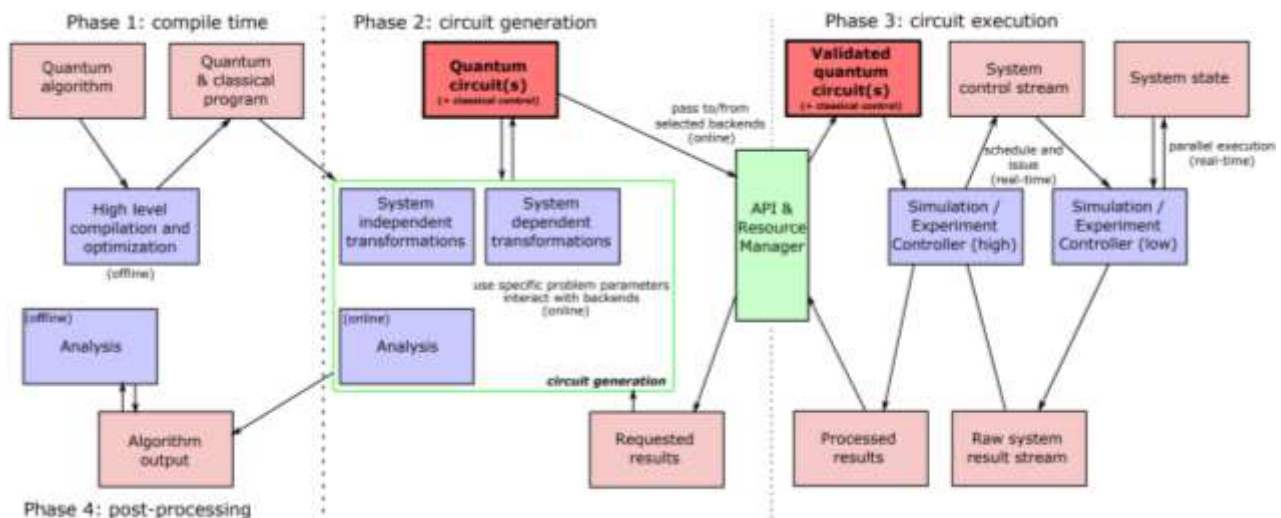 Phase 1: compile time
Quantum
algorithm
Quantum
& classical
program
High level
compilation and
optimization
(offline)
(offline)
Analysis
Algorithm
output
Phase 4: post-processing
Phase 2: circuit generation
Quantum
circuit(s)
(+ classical control)
System
independent
transformations
System
dependent
transformations
use specific problem parameters
interact with backends
(online)
(online)
Analysis
circuit generation
Requested
results
pass to/from
selected backends
(online)
API &
Resource
Manager
Phase 3: circuit execution
Validated
quantum
circuit(s)
(+ classical control)
System
control stream
System state
schedule and
issue
(real-time)
parallel execution
(real-time)
Simulation /
Experiment
Controller (high)
Simulation /
Experiment
Controller (low)
Processed
results
Raw system
result stream